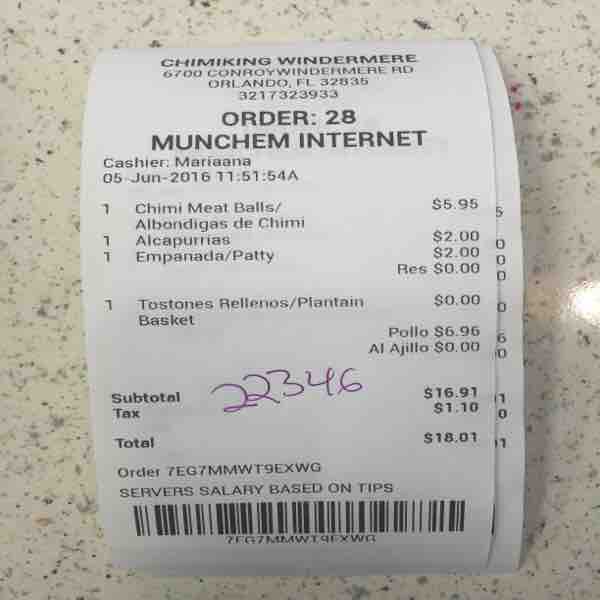 CHIMIKING WINDERMERE
6700 CONROYWINDERMERE RD
ORLANDO, FL 32835
3217323933
ORDER: 28
MUNCHEM INTERNET
Cashier: Mariaana
05-Jun-2016 11:51:54A
1 Chimi Meat Balls/ $5.95
Albondigas de Chimi
1 Alcapurrias $2.00
1 Empanada/Patty $2.00
Res $0.00
1 Tostones Rellenos/Plantain $0.00
Basket
Pollo $6.96
Al Ajillo $0.00
22346
Subtotal $16.91
Tax $1.10
Total $18.01
Order 7EG7MMWT9EXWG
SERVERS SALARY BASED ON TIPS
7EG7MMWT9EXWG